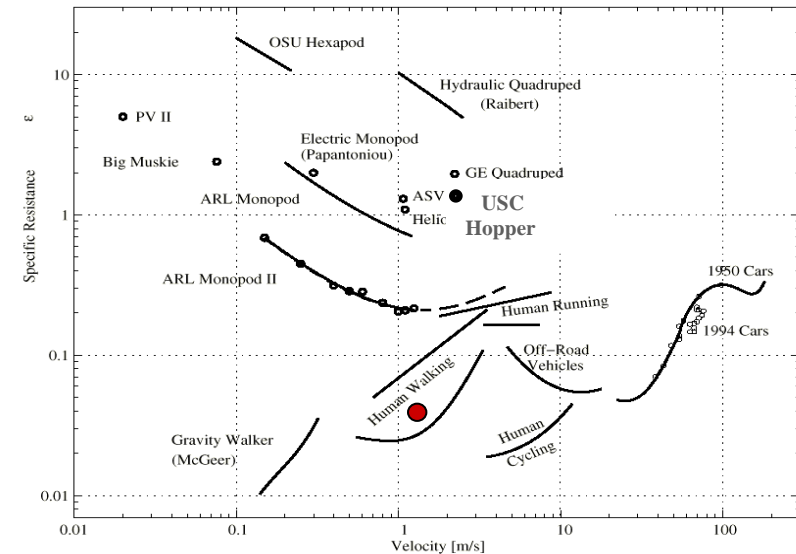 OSU Hexapod
10
Hydraulic Quadruped
(Raibert)
ε
PV II
Electric Monopod
(Papantoniou)
Big Muskie
GE Quadruped
ASV
USC
ARL Monopod
Helic
Hopper
1
Specific Resistance
ARL Monopod II
1950 Cars
Human Running
1994 Cars
Off-Road
Vehicles
0.1
Human Walking
Human
Cycling
Gravity Walker
(McGeer)
0.01
0.01
0.1
1
10
100
Velocity [m/s]